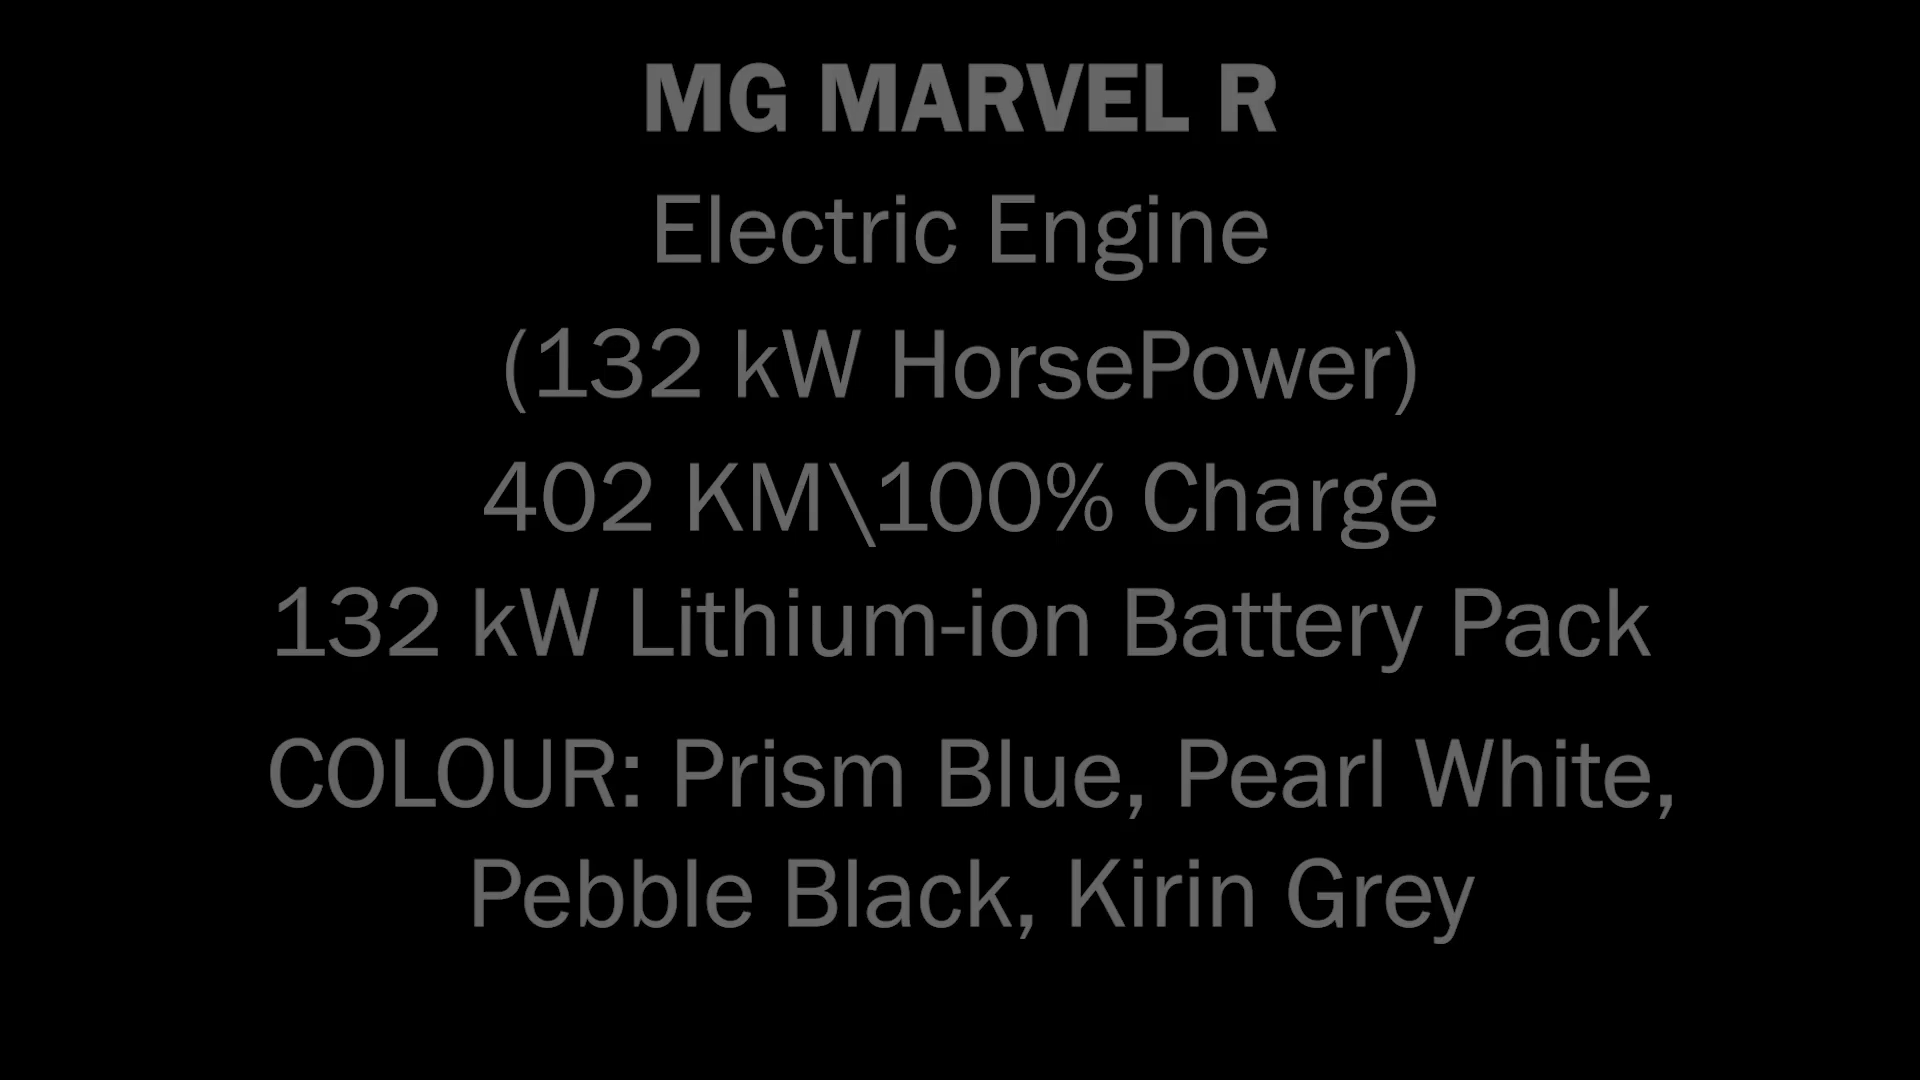 MG MARVEL R
Electric Engine
(132 kW HorsePower)
402 KM\100% Charge
132 kW Lithium-ion Battery Pack
COLOUR: Prism Blue, Pearl White,
Pebble Black, Kirin Grey